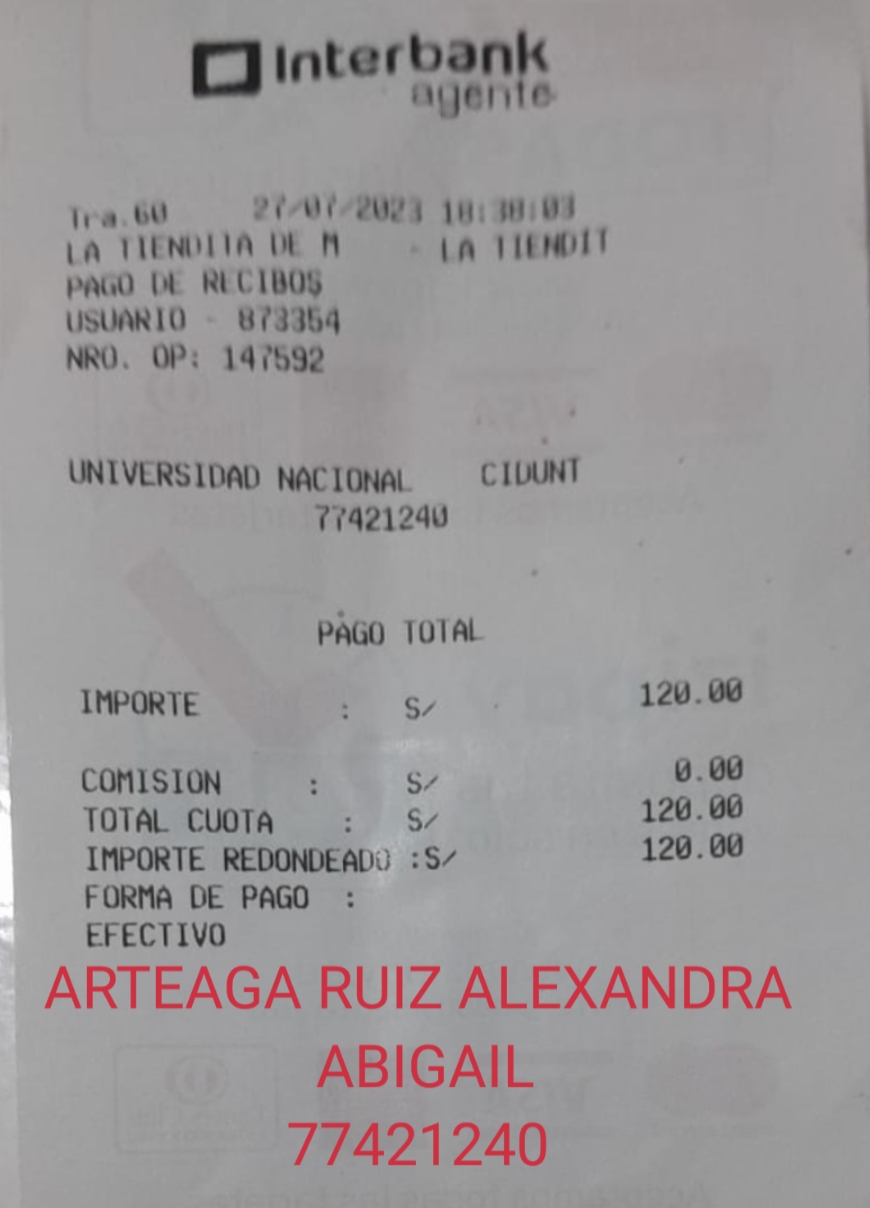 Interbank
agente
Tra.60 27/07/2023 18:38:03
LA TIENDITA DE M - LA TIENDIT
PAGO DE RECIBOS
USUARIO - 873354
NRO. OP: 147592
UNIVERSIDAD NACIONAL CIDUNT
77421240
PAGO TOTAL
IMPORTE : S/ 120.00
COMISION : S/ 0.00
TOTAL CUOTA : S/ 120.00
IMPORTE REDONDEADO :S/ 120.00
FORMA DE PAGO :
EFECTIVO
ARTEAGA RUIZ ALEXANDRA
ABIGAIL
77421240